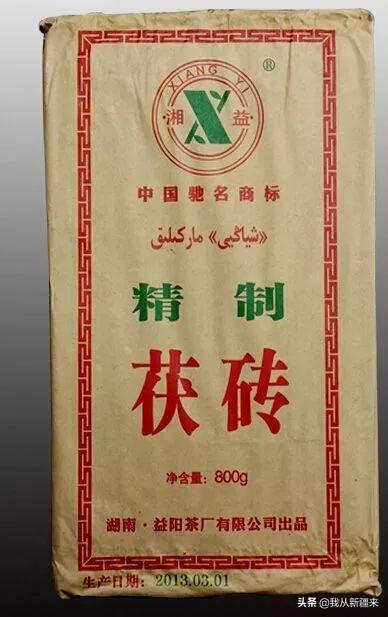 XIANG YI
湘 益
®
中国驰名商标
«شياڭيى» ماركىلىق
精 制
茯砖
净含量：800g
湖南·益阳茶厂有限公司出品
生产日期：2013.03.01
头条 @我从新疆来